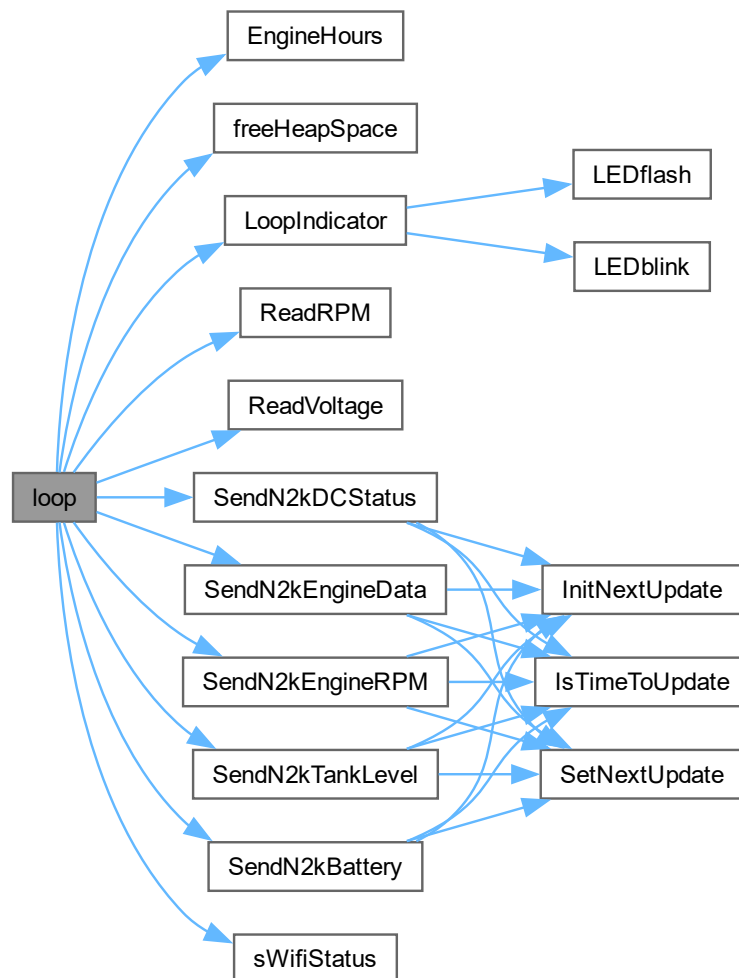 EngineHours
freeHeapSpace
LEDflash
LoopIndicator
LEDblink
ReadRPM
ReadVoltage
loop
SendN2kDCStatus
SendN2kEngineData
InitNextUpdate
SendN2kEngineRPM
IsTimeToUpdate
SendN2kTankLevel
SetNextUpdate
SendN2kBattery
sWifiStatus